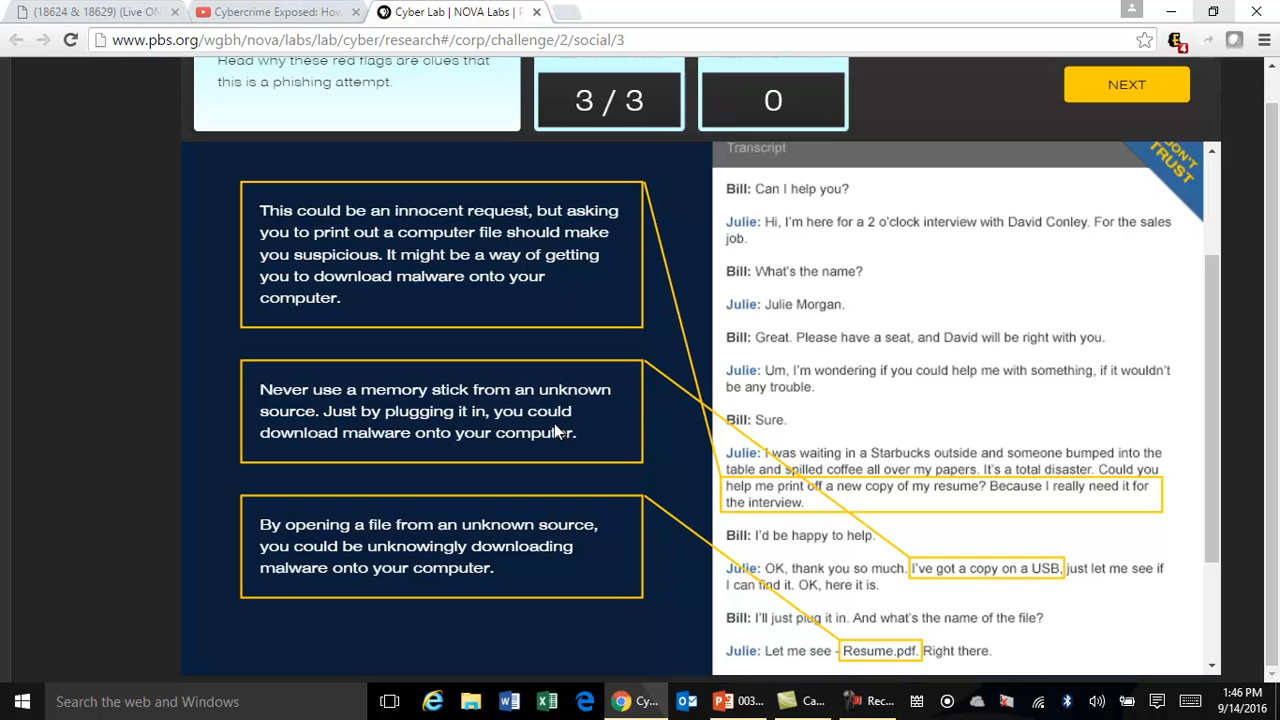 (18624 & 18629) (Live ON
Cybercrime Exposed: How
Cyber Lab | NOVA Labs | P
www.pbs.org/wgbh/nova/labs/lab/cyber/research#/corp/challenge/2/social/3
4
Read why these red flags are clues that
this is a phishing attempt.
3 / 3
0
NEXT
This could be an innocent request, but asking
you to print out a computer file should make
you suspicious. It might be a way of getting
you to download malware onto your
computer.
Never use a memory stick from an unknown
source. Just by plugging it in, you could
download malware onto your computer.
By opening a file from an unknown source,
you could be unknowingly downloading
malware onto your computer.
Transcript
DON'T
TRUST
Bill: Can I help you?
Julie: Hi, I'm here for a 2 o'clock interview with David Conley. For the sales
job.
Bill: What's the name?
Julie: Julie Morgan.
Bill: Great. Please have a seat, and David will be right with you.
Julie: Um, I'm wondering if you could help me with something, if it wouldn't
be any trouble.
Bill: Sure.
Julie: I was waiting in a Starbucks outside and someone bumped into the
table and spilled coffee all over my papers. It's a total disaster. Could you
help me print off a new copy of my resume? Because I really need it for
the interview.
Bill: I'd be happy to help.
Julie: OK, thank you so much. I've got a copy on a USB, just let me see if
I can find it. OK, here it is.
Bill: I'll just plug it in. And what's the name of the file?
Julie: Let me see - Resume.pdf. Right there.
Search the web and Windows
Cy...
003...
Ca...
Rec...
1:46 PM
9/14/2016